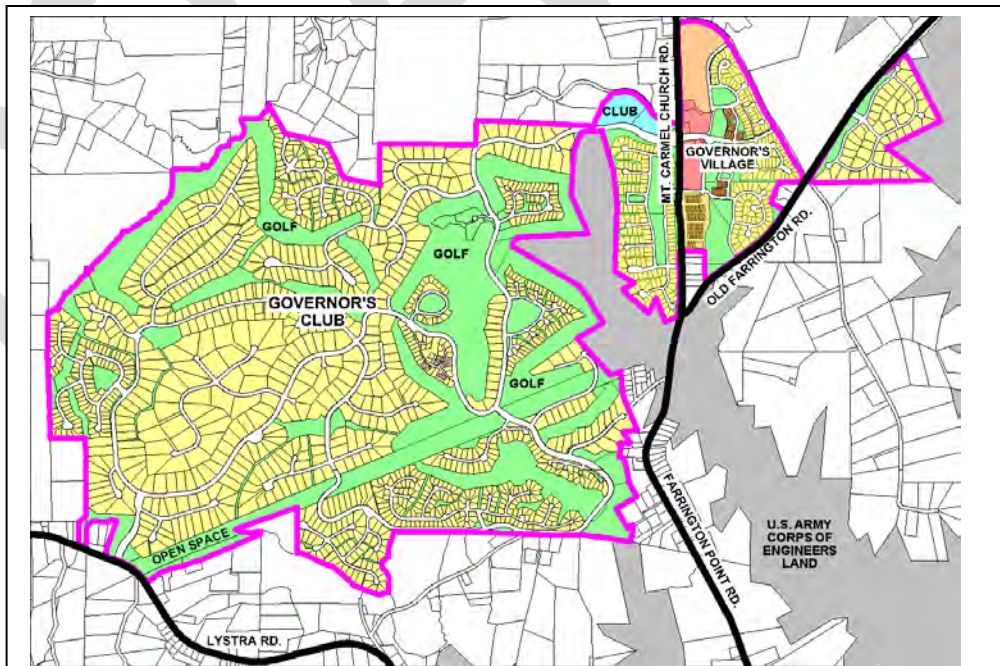 CLUB
MT. CARMEL CHURCH RD.
GOVERNOR'S
VILLAGE
GOLF
GOLF
OLD FARRINGTON RD.
GOVERNOR'S
CLUB
GOLF
FARRINGTON POINT RD.
OPEN SPACE
U.S. ARMY
CORPS OF
ENGINEERS
LAND
LYSTRA RD.